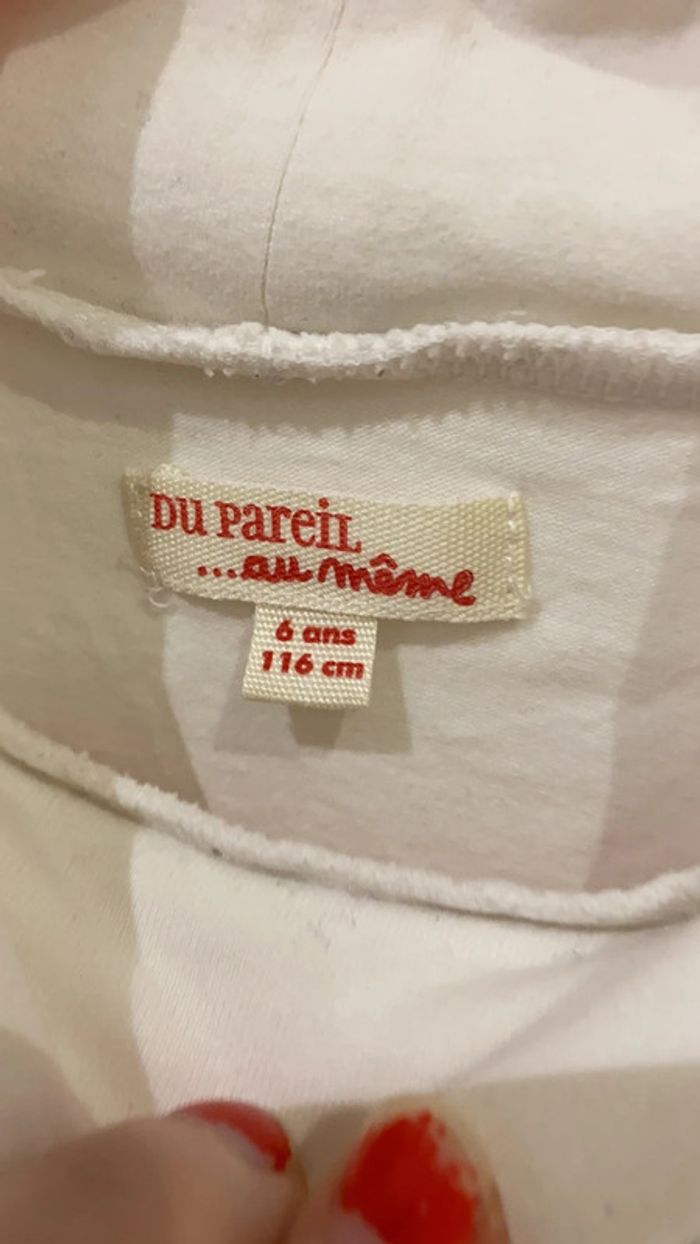 Du Pareil
...au même
6 ans
116 cm